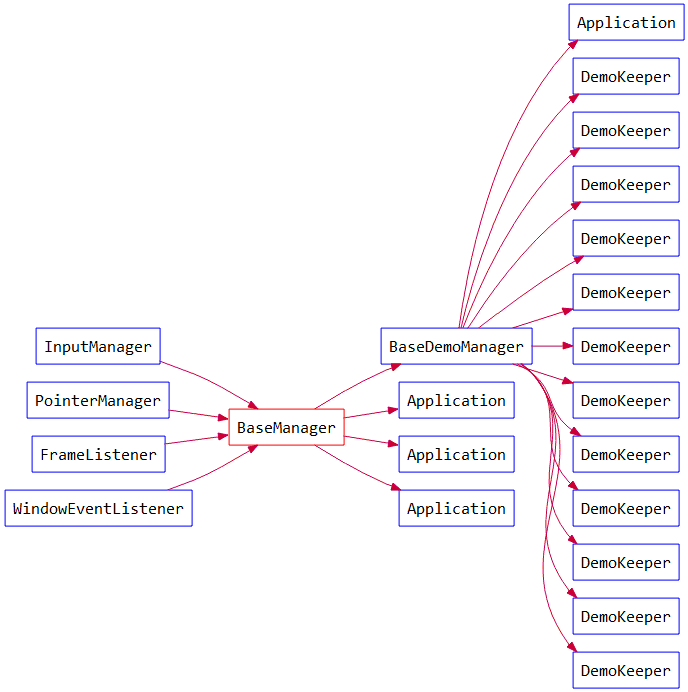 Application
DemoKeeper
DemoKeeper
DemoKeeper
DemoKeeper
DemoKeeper
InputManager
BaseDemoManager
DemoKeeper
PointerManager
Application
DemoKeeper
BaseManager
FrameListener
Application
DemoKeeper
WindowEventListener
Application
DemoKeeper
DemoKeeper
DemoKeeper
DemoKeeper